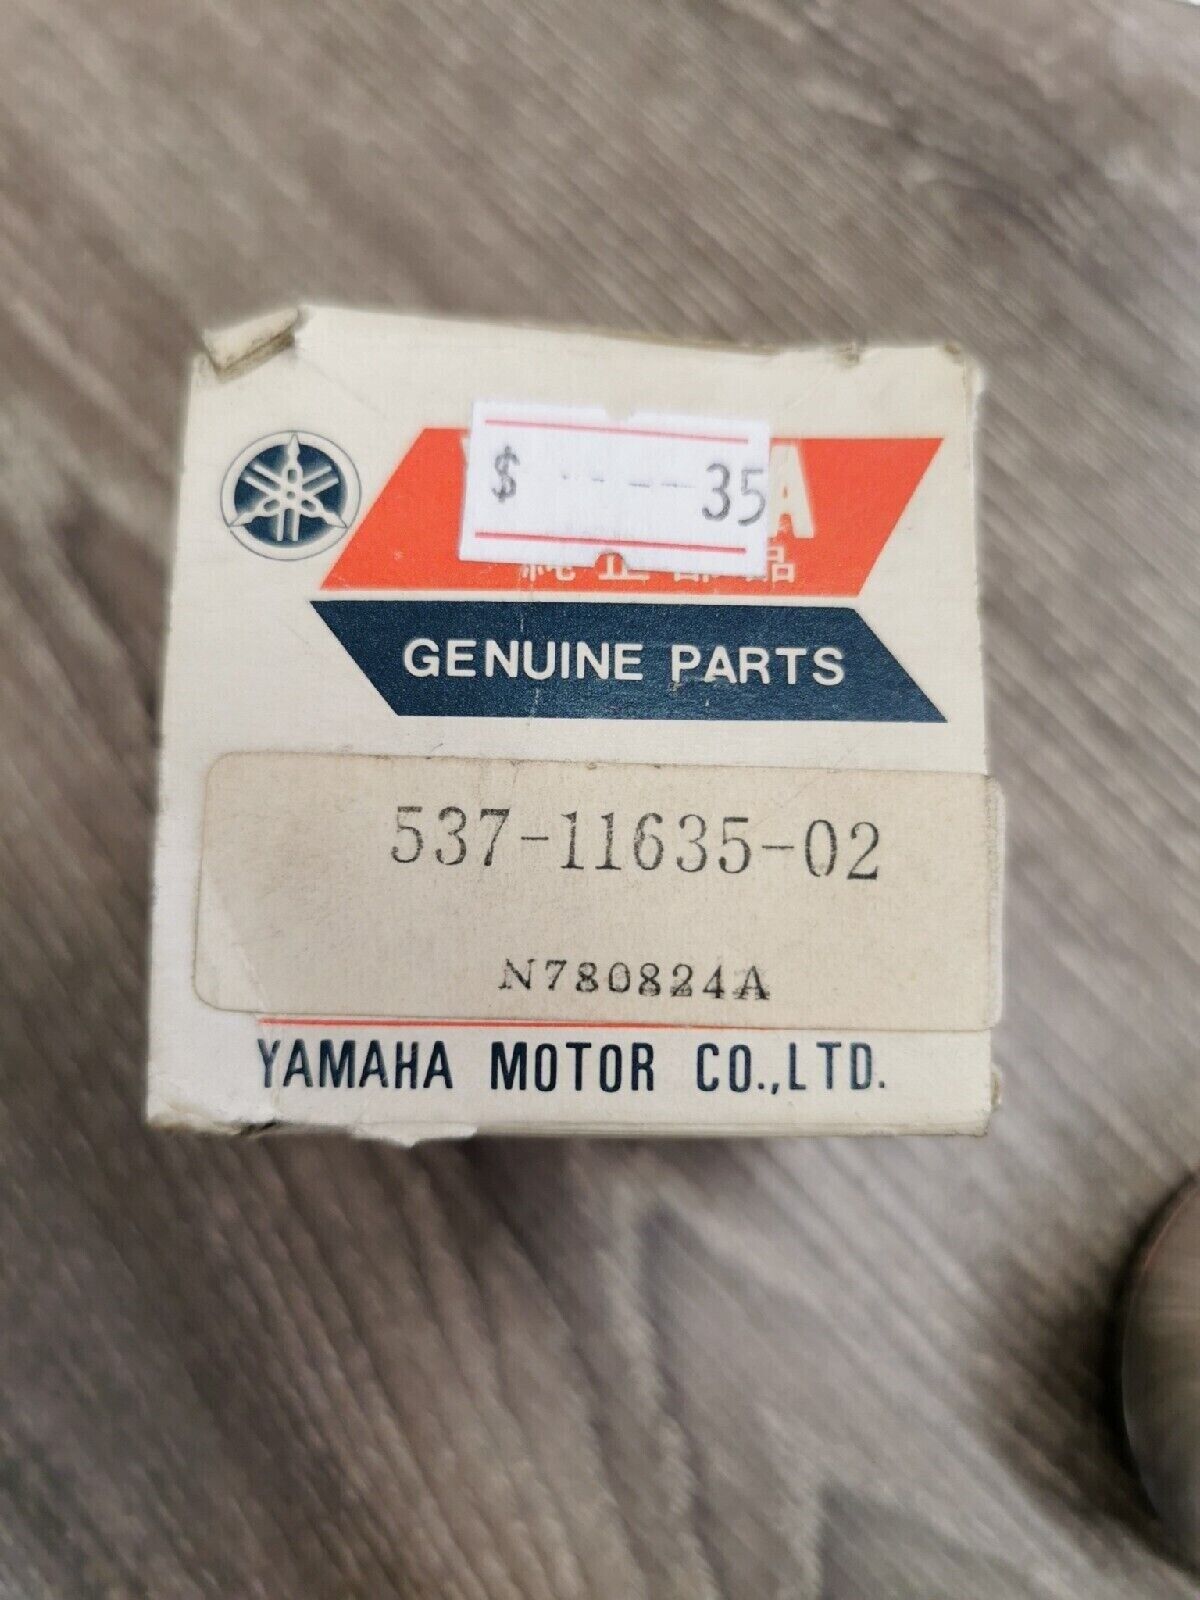 $ 35
純正部品
GENUINE PARTS
537-11635-02
N780824A
YAMAHA MOTOR CO.,LTD.